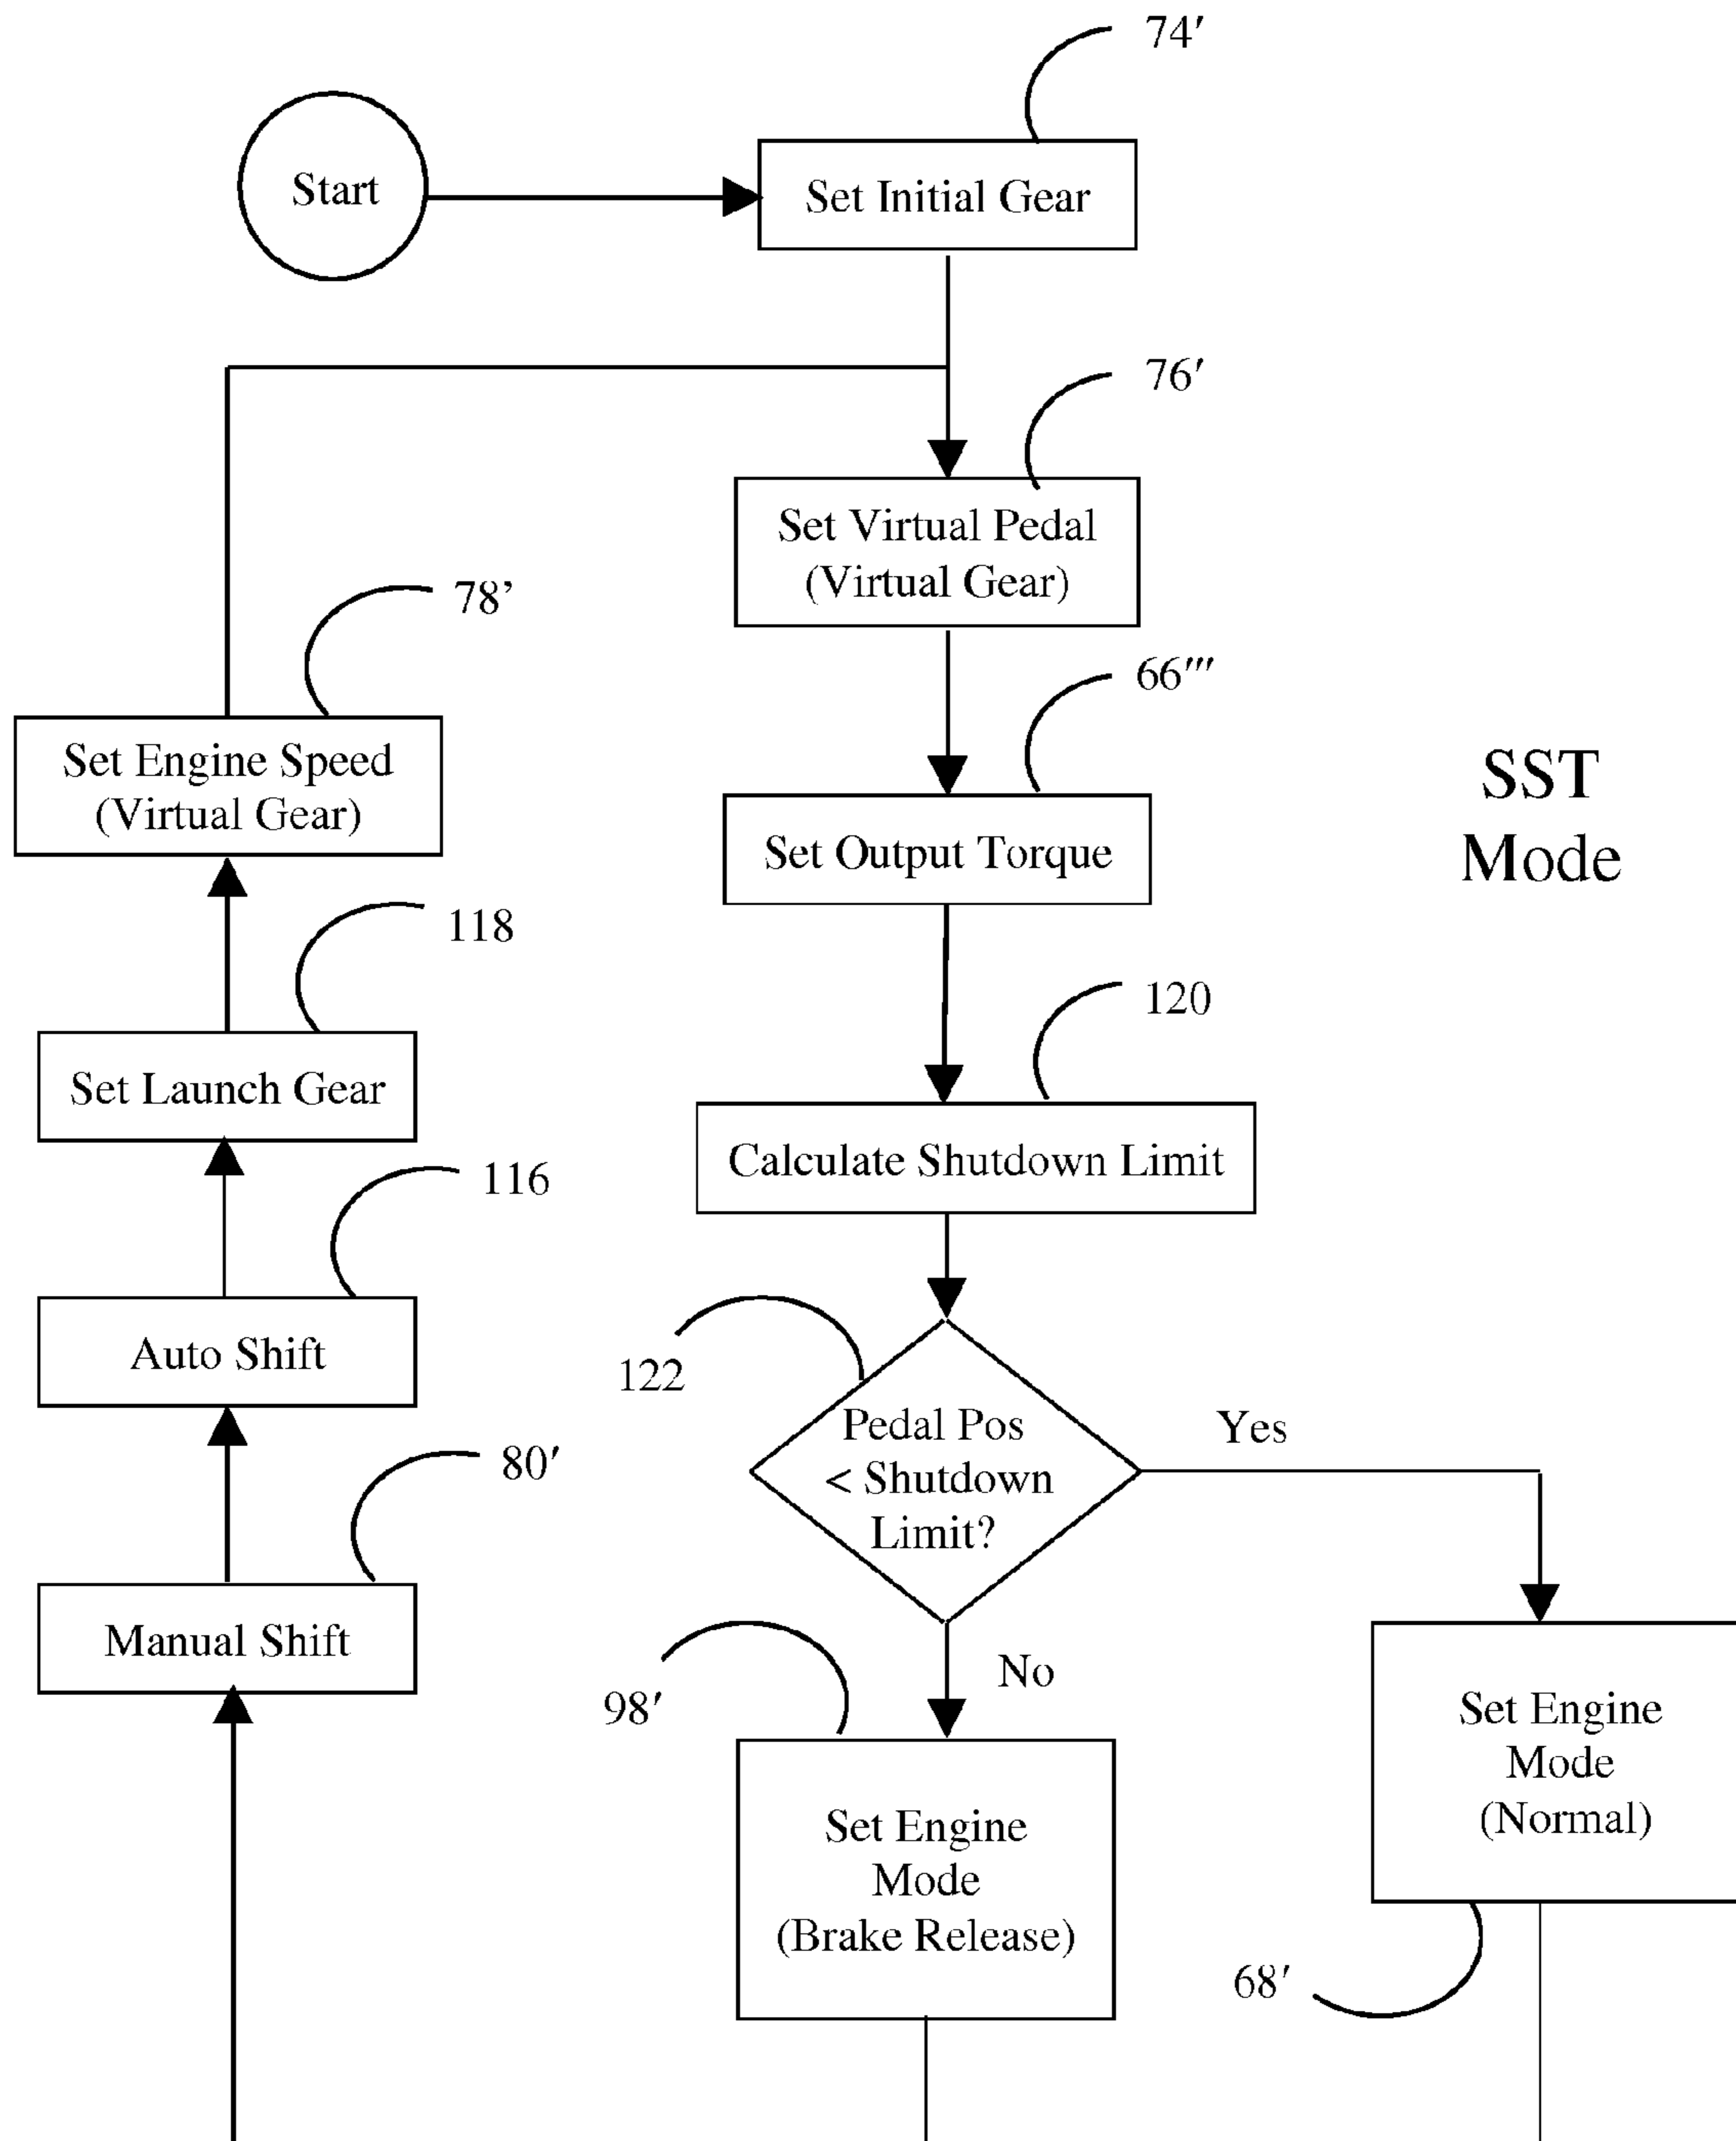 74′
Start
Set Initial Gear
76′
Set Virtual Pedal
(Virtual Gear)
78’
66‴
Set Engine Speed
(Virtual Gear)
SST
Mode
Set Output Torque
118
120
Set Launch Gear
Calculate Shutdown Limit
116
Auto Shift
122
Pedal Pos
< Shutdown
Limit?
Yes
80′
Manual Shift
No
98′
Set Engine
Mode
(Normal)
Set Engine
Mode
(Brake Release)
68′